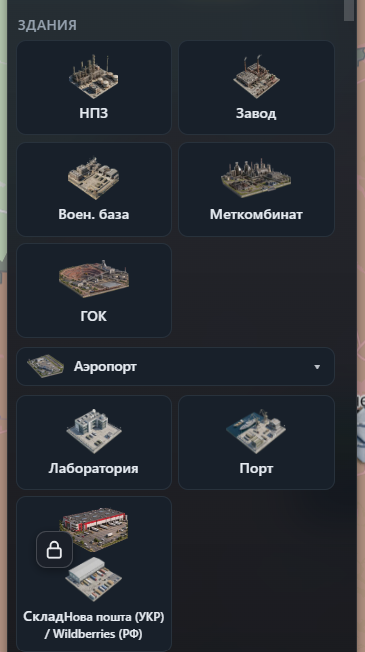 ЗДАНИЯ
НПЗ
Завод
Воен. база
Меткомбинат
ГОК
Аэропорт
Лаборатория
Порт
СкладНова пошта (УКР)
/ Wildberries (РФ)